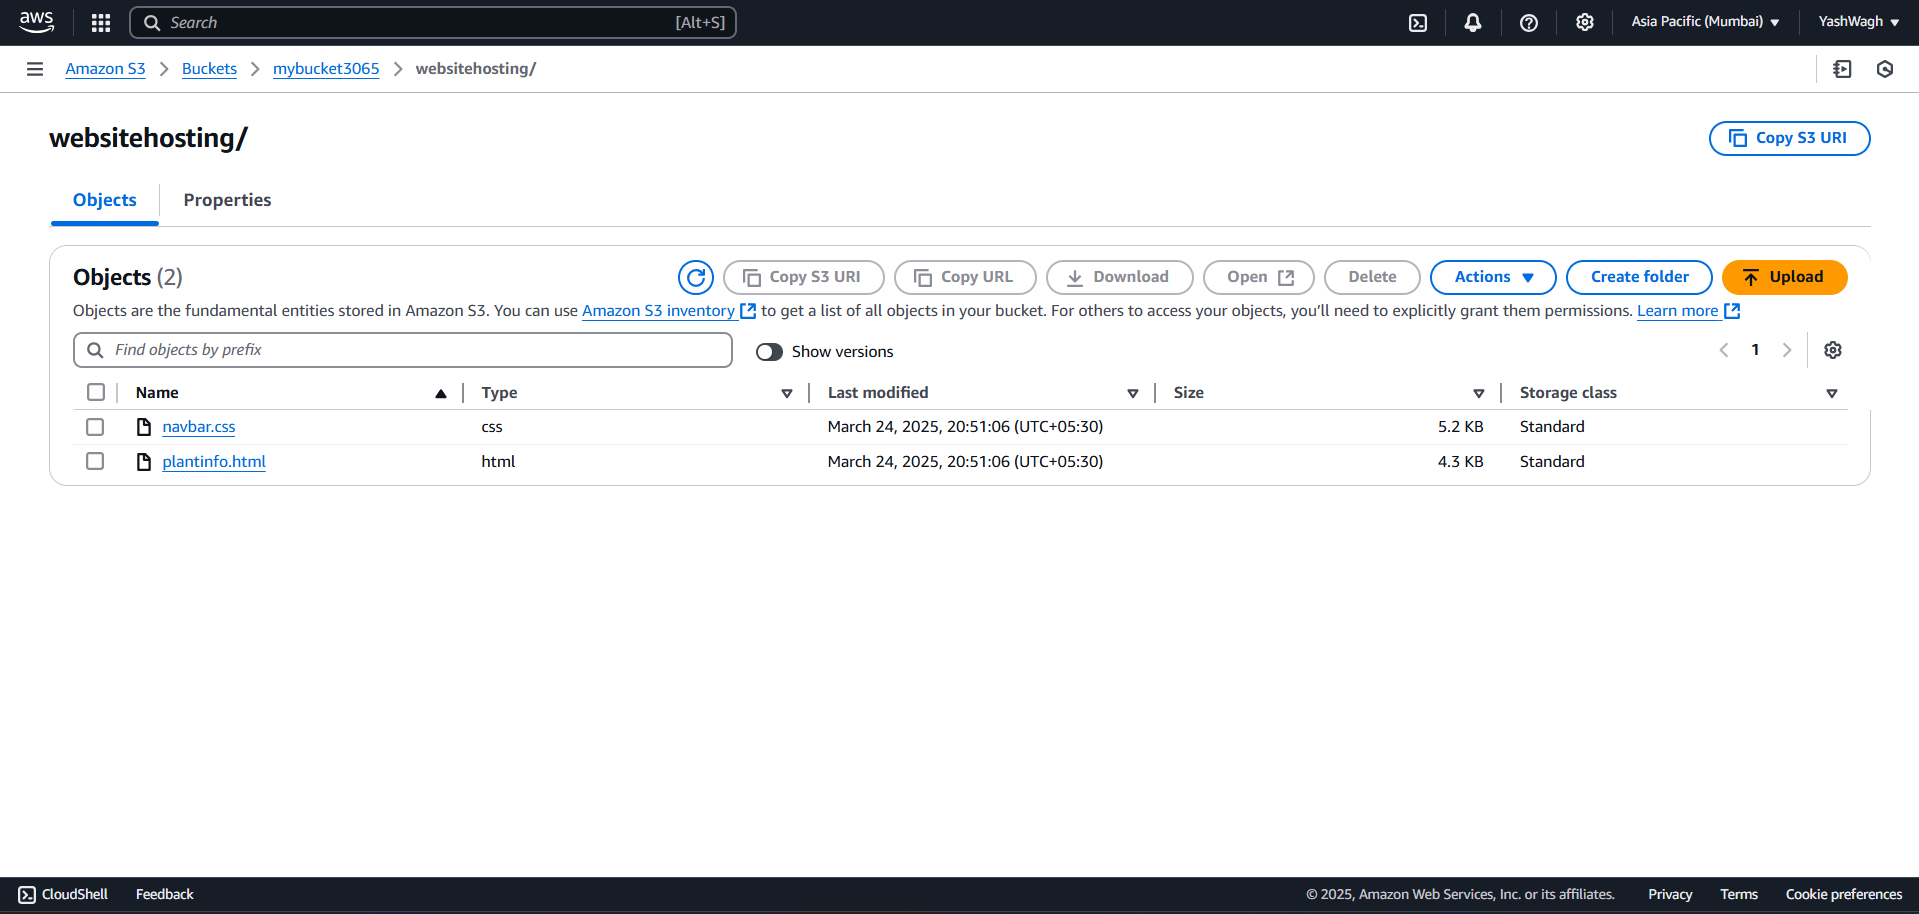 aws Search [Alt+S] Asia Pacific (Mumbai) YashWagh
Amazon S3 Buckets mybucket3065 websitehosting/
websitehosting/ Copy S3 URI
Objects Properties
Objects (2) Copy S3 URI Copy URL Download Open Delete Actions Create folder Upload
Objects are the fundamental entities stored in Amazon S3. You can use Amazon S3 inventory to get a list of all objects in your bucket. For others to access your objects, you’ll need to explicitly grant them permissions. Learn more
Find objects by prefix Show versions 1
Name Type Last modified Size Storage class
navbar.css css March 24, 2025, 20:51:06 (UTC+05:30) 5.2 KB Standard
plantinfo.html html March 24, 2025, 20:51:06 (UTC+05:30) 4.3 KB Standard
CloudShell Feedback © 2025, Amazon Web Services, Inc. or its affiliates. Privacy Terms Cookie preferences